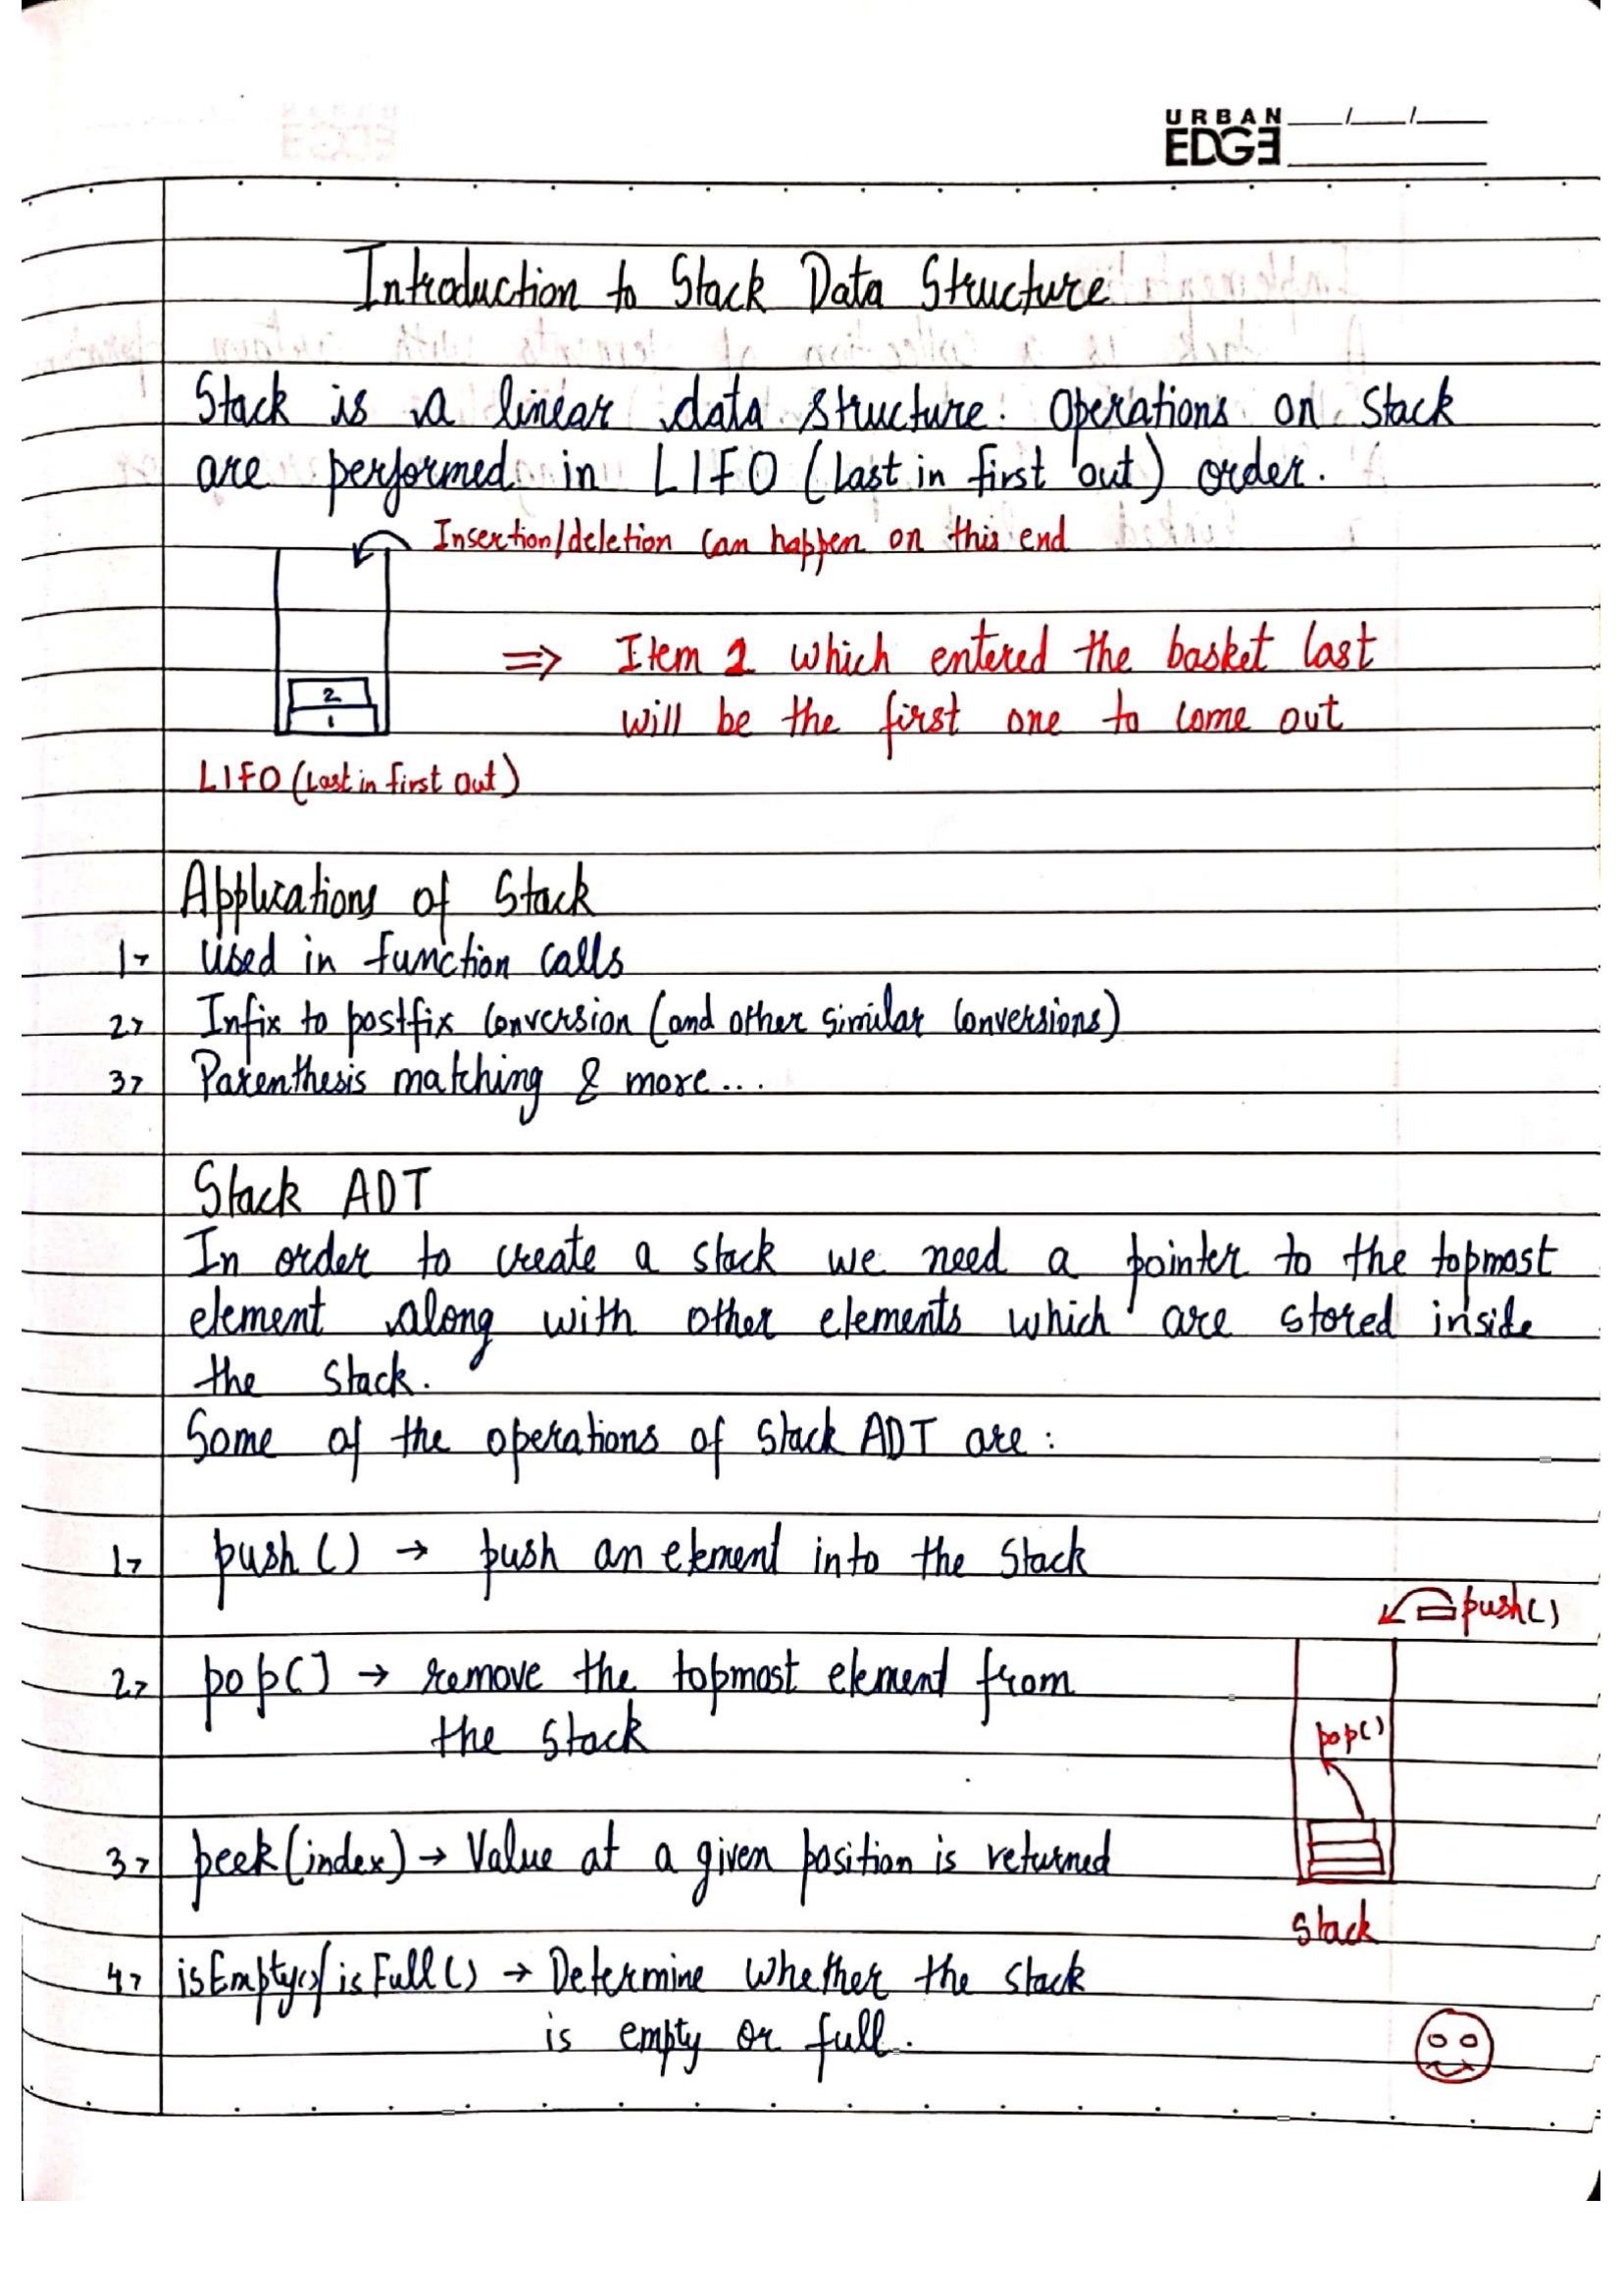 URBAN
EDGE
Introduction to Stack Data Structure
Stack is a linear data structure. Operations on Stack
are performed in LIFO (last in first out) order.
Insertion/deletion can happen on this end
2
1
⇒ Item 2 which entered the basket last
will be the first one to come out
LIFO (Last in first out)
Applications of Stack
1> Used in function calls
2> Infix to postfix conversion (and other similar conversions)
3> Parenthesis matching & more...
Stack ADT
In order to create a stack we need a pointer to the topmost
element along with other elements which are stored inside
the stack.
Some of the operations of Stack ADT are :
1> push () → push an element into the Stack
push()
2> pop() → remove the topmost element from
the Stack
pop()
3> peek (index) → Value at a given position is returned
Stack
4> isEmpty()/isFull() → Determine whether the stack
is empty or full.